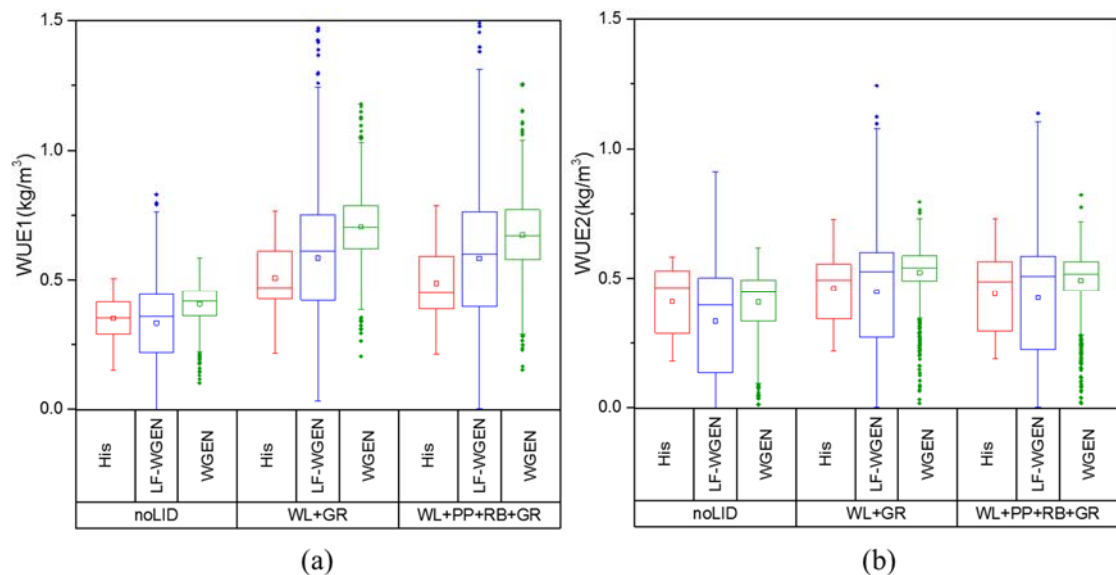 1.5
1.0
0.5
0.0
WUE1(kg/m³)
His
LF-WGEN
WGEN
His
LF-WGEN
WGEN
His
LF-WGEN
WGEN
noLID
WL+GR
WL+PP+RB+GR
(a)
1.5
1.0
0.5
0.0
WUE2(kg/m³)
His
LF-WGEN
WGEN
His
LF-WGEN
WGEN
His
LF-WGEN
WGEN
noLID
WL+GR
WL+PP+RB+GR
(b)